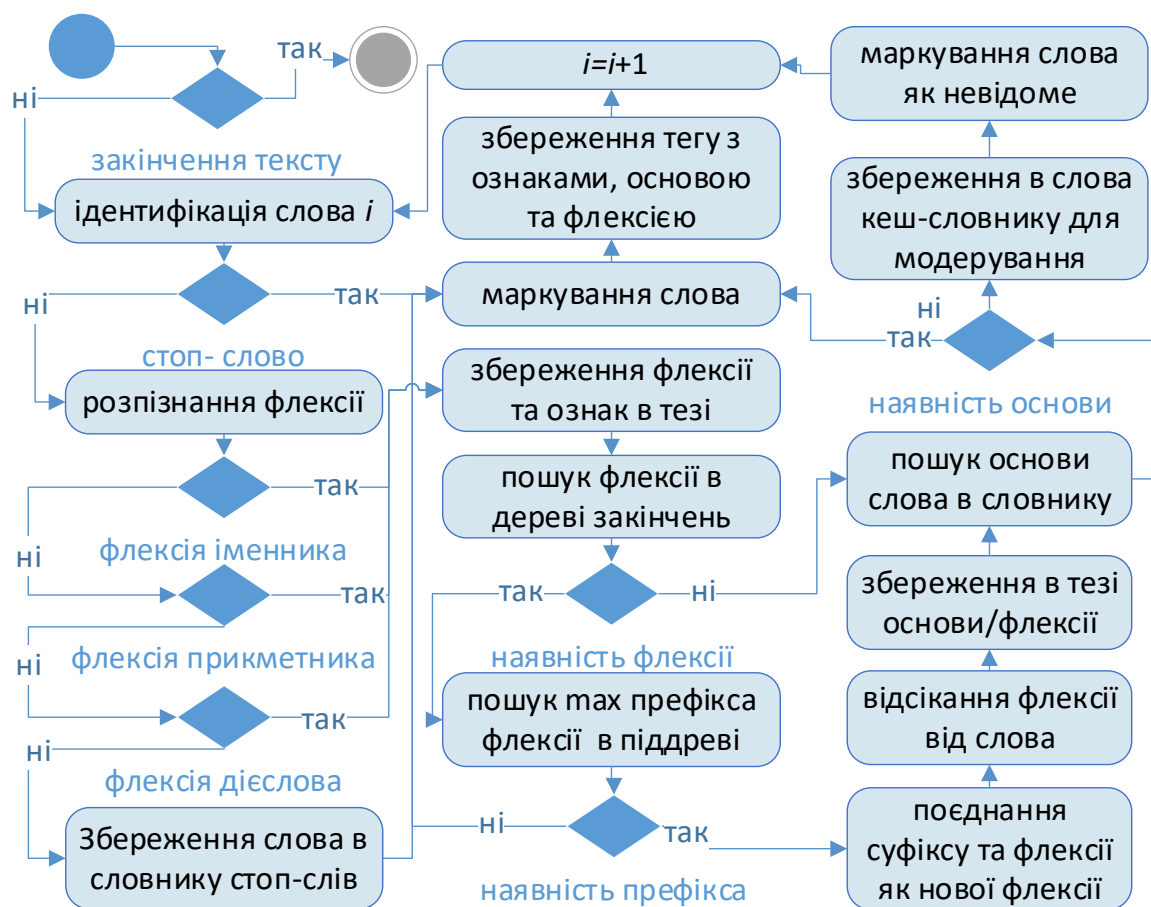 так
ні
закінчення тексту
ідентифікація слова i
ні
так
стоп- слово
розпізнання флексії
так
ні
флексія іменника
так
ні
флексія прикметника
так
ні
флексія дієслова
Збереження слова в
словнику стоп-слів
i=i+1
збереження тегу з
ознаками, основою
та флексією
маркування слова
збереження флексії
та ознак в тезі
пошук флексії в
дереві закінчень
так
ні
наявність флексії
пошук max префікса
флексії в піддреві
ні
так
наявність префікса
маркування слова
як невідоме
збереження в слова
кеш-словнику для
модерування
ні
так
наявність основи
пошук основи
слова в словнику
збереження в тезі
основи/флексії
відсікання флексії
від слова
поєднання
суфіксу та флексії
як нової флексії